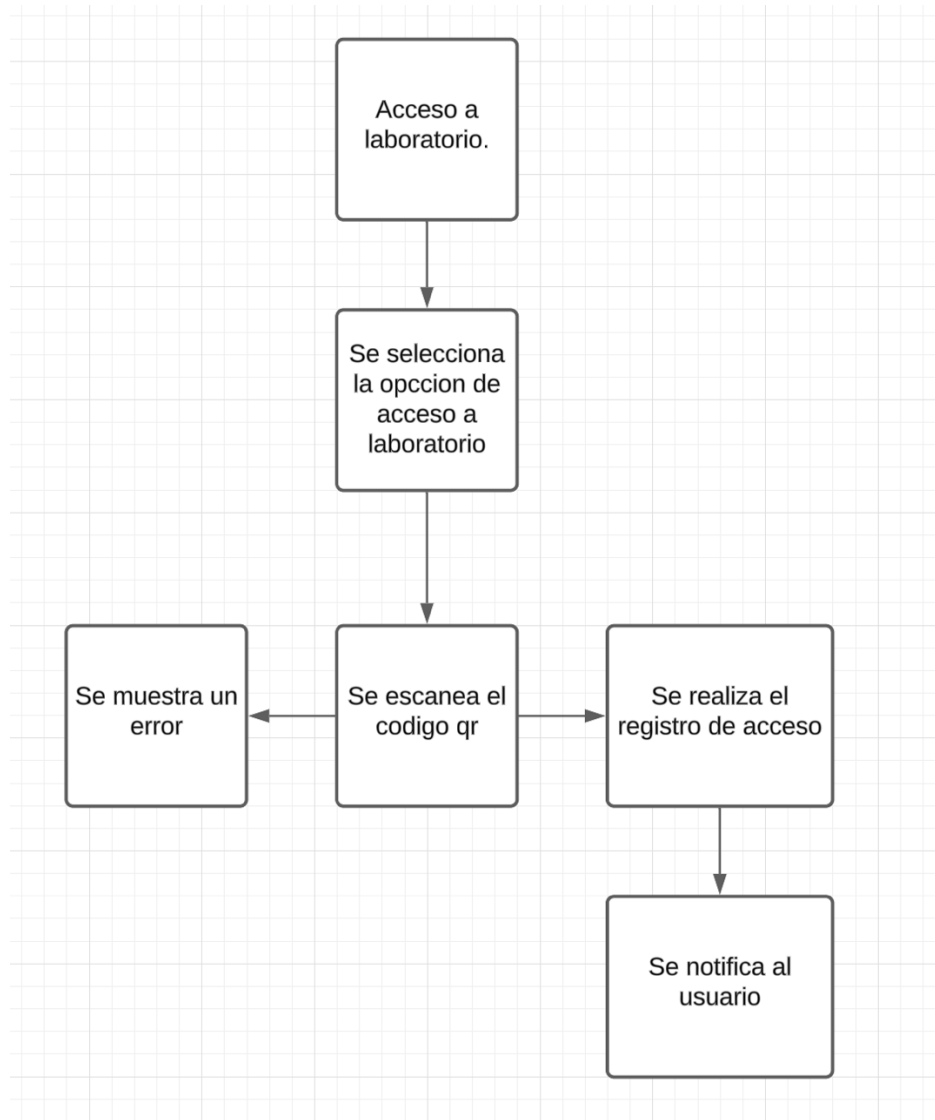 Acceso a
laboratorio.
Se selecciona
la opccion de
acceso a
laboratorio
Se muestra un
error
Se escanea el
codigo qr
Se realiza el
registro de acceso
Se notifica al
usuario